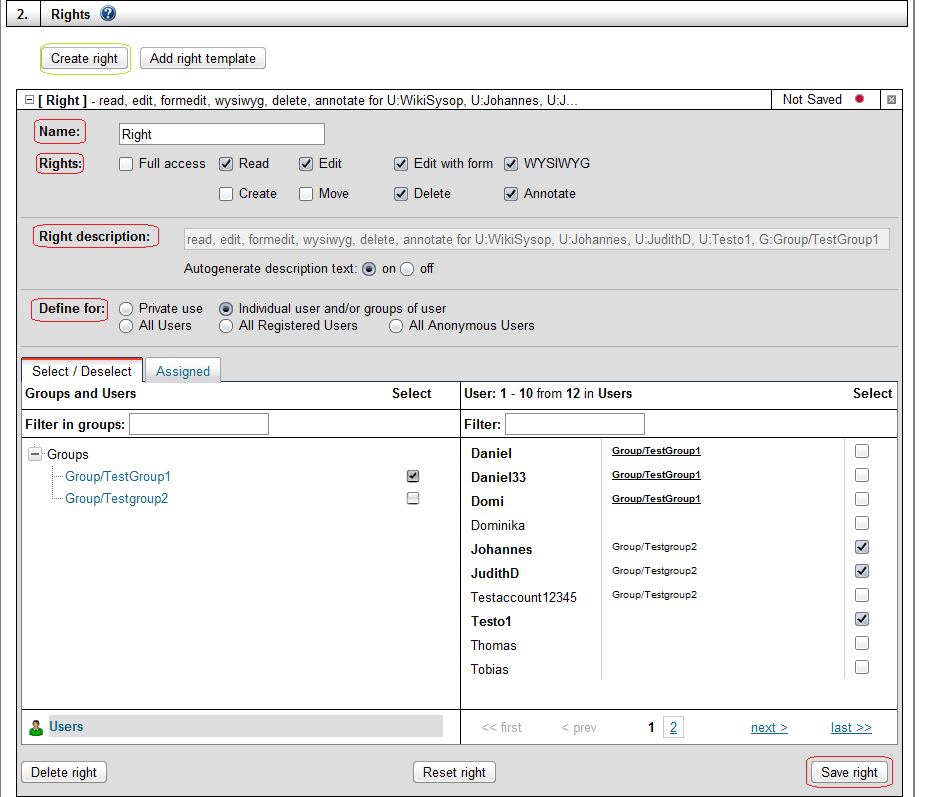 2. Rights ?
Create right Add right template
[ Right ] - read, edit, formedit, wysiwyg, delete, annotate for U:WikiSysop, U:Johannes, U:J... Not Saved
Name: Right
Rights: Full access Read Edit Edit with form WYSIWYG
Create Move Delete Annotate
Right description: read, edit, formedit, wysiwyg, delete, annotate for U:WikiSysop, U:Johannes, U:JudithD, U:Testo1, G:Group/TestGroup1
Autogenerate description text: on off
Define for: Private use Individual user and/or groups of user
All Users All Registered Users All Anonymous Users
Select / Deselect Assigned
Groups and Users Select User: 1 - 10 from 12 in Users Select
Filter in groups: Filter:
Groups
Group/TestGroup1
Group/Testgroup2
Daniel Group/TestGroup1
Daniel33 Group/TestGroup1
Domi Group/TestGroup1
Dominika
Johannes Group/Testgroup2
JudithD Group/Testgroup2
Testaccount12345 Group/Testgroup2
Testo1
Thomas
Tobias
Users << first < prev 1 2 next > last >>
Delete right Reset right Save right